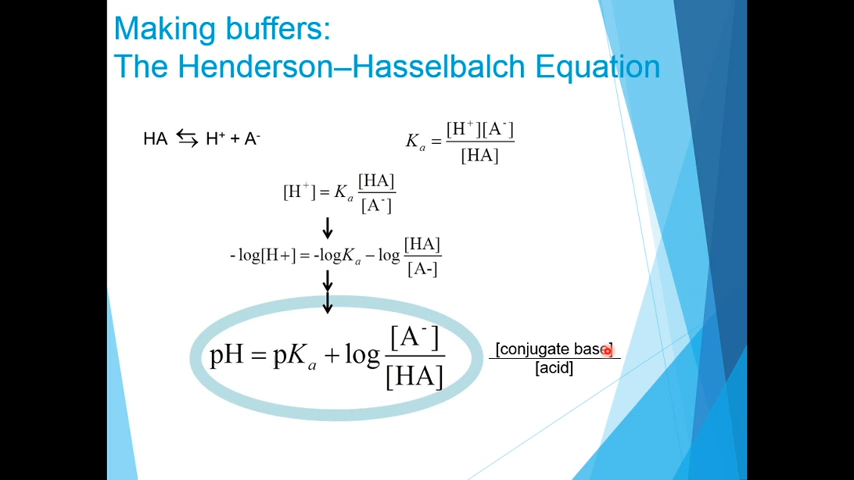 Making buffers:
The Henderson–Hasselbalch Equation
HA ⇆ H⁺ + A⁻
Kₐ = [H⁺][A⁻] / [HA]
[H⁺] = Kₐ [HA] / [A⁻]
- log[H+] = -logKₐ − log [HA] / [A-]
pH = pKₐ + log [A⁻] / [HA]
[conjugate base]
[acid]